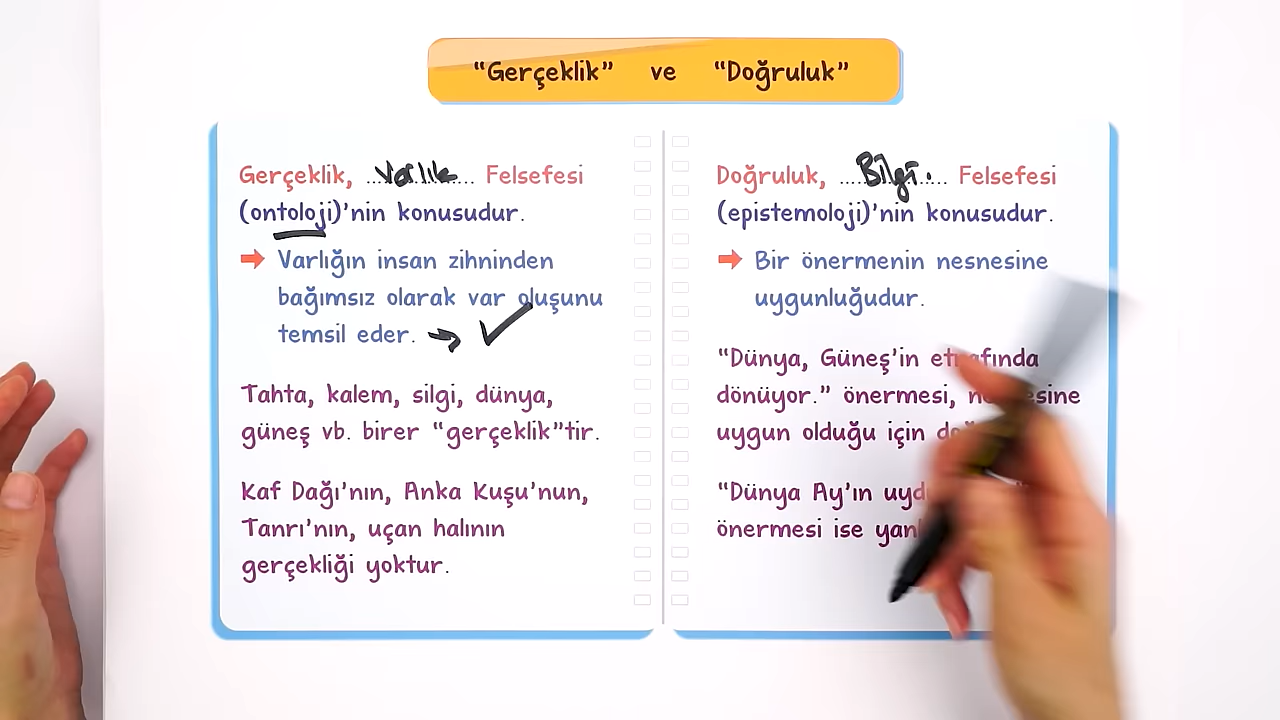 “Gerçeklik” ve “Doğruluk”
Gerçeklik, Varlık Felsefesi
(ontoloji)’nin konusudur.
Varlığın insan zihninden
bağımsız olarak var oluşunu
temsil eder.
Tahta, kalem, silgi, dünya,
güneş vb. birer “gerçeklik”tir.
Kaf Dağı’nın, Anka Kuşu’nun,
Tanrı’nın, uçan halının
gerçekliği yoktur.
Doğruluk, Bilgi. Felsefesi
(epistemoloji)’nin konusudur.
Bir önermenin nesnesine
uygunluğudur.
“Dünya, Güneş’in etrafında
dönüyor.” önermesi, nesnesine
uygun olduğu için
“Dünya Ay’ın
önermesi ise